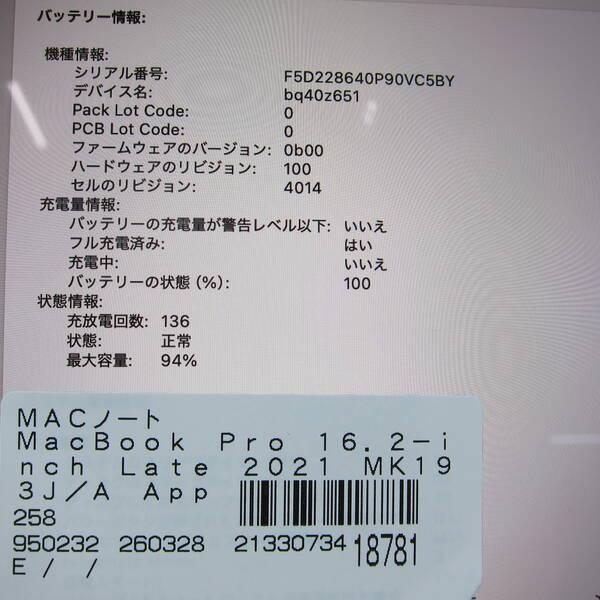 バッテリー情報:
機種情報:
シリアル番号: F5D228640P90VC5BY
デバイス名: bq40z651
Pack Lot Code: 0
PCB Lot Code: 0
ファームウェアのバージョン: 0b00
ハードウェアのリビジョン: 100
セルのリビジョン: 4014
充電量情報:
バッテリーの充電量が警告レベル以下: いいえ
フル充電済み: はい
充電中: いいえ
バッテリーの状態 (%): 100
状態情報:
充放電回数: 136
状態: 正常
最大容量: 94%
MACノート
MacBook Pro 16.2-i
nch Late 2021 MK19
3J/A App
258
950232 260328 21330734 18781
E / /